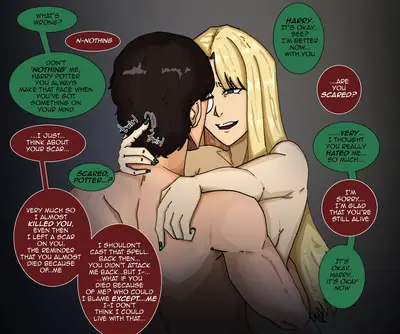 WHAT'S
WRONG?
N-NOTHING
DON'T
'NOTHING' ME,
HARRY POTTER
YOU ALWAYS
MAKE THAT FACE
WHEN YOU'VE GOT
SOMETHING ON
YOUR MIND
...I JUST...
THINK ABOUT
YOUR SCAR...
SCARED,
POTTER...?
VERY MUCH SO
I ALMOST
KILLED YOU.
EVEN THEN
I LEFT A SCAR
ON YOU.
THE REMINDER
THAT YOU ALMOST
DIED BECAUSE
OF...ME
I SHOULDN'T
CAST THAT SPELL.
BACK THEN...
YOU DIDN'T ATTACK
ME BACK...BUT I-...
...WHAT IF YOU
DIED BECAUSE
OF ME? WHO COULD
I BLAME EXCEPT...ME
I-I DON'T
THINK I COULD
LIVE WITH THAT...
HARRY.
IT'S OKAY,
SEE?
I'M BETTER
NOW...
WITH YOU
...ARE
YOU
SCARED?
...VERY...
I THOUGHT
YOU REALLY
HATED ME...
SO MUCH...
I'M
SORRY...
I'M GLAD
THAT YOU'RE
STILL ALIVE
IT'S
OKAY,
HARRY...
IT'S
OKAY NOW